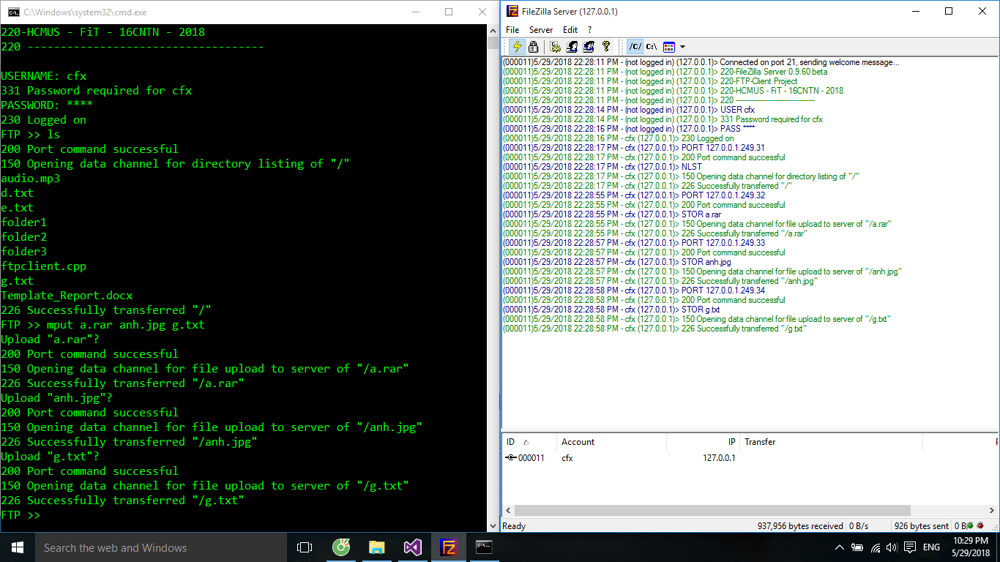 C:\Windows\system32\cmd.exe
220-HCMUS - FiT - 16CNTN - 2018
220 ------------------------------------
USERNAME: cfx
331 Password required for cfx
PASSWORD: ****
230 Logged on
FTP >> ls
200 Port command successful
150 Opening data channel for directory listing of "/"
audio.mp3
d.txt
e.txt
folder1
folder2
folder3
ftpclient.cpp
g.txt
Template_Report.docx
226 Successfully transferred "/"
FTP >> mput a.rar anh.jpg g.txt
Upload "a.rar"?
200 Port command successful
150 Opening data channel for file upload to server of "/a.rar"
226 Successfully transferred "/a.rar"
Upload "anh.jpg"?
200 Port command successful
150 Opening data channel for file upload to server of "/anh.jpg"
226 Successfully transferred "/anh.jpg"
Upload "g.txt"?
200 Port command successful
150 Opening data channel for file upload to server of "/g.txt"
226 Successfully transferred "/g.txt"
FTP >>
FileZilla Server (127.0.0.1)
File Server Edit ?
/C/ C:\
(000011)5/29/2018 22:28:11 PM - (not logged in) (127.0.0.1)> Connected on port 21, sending welcome message...
(000011)5/29/2018 22:28:11 PM - (not logged in) (127.0.0.1)> 220-FileZilla Server 0.9.60 beta
(000011)5/29/2018 22:28:11 PM - (not logged in) (127.0.0.1)> 220-FTP-Client Project
(000011)5/29/2018 22:28:11 PM - (not logged in) (127.0.0.1)> 220-HCMUS - FiT - 16CNTN - 2018
(000011)5/29/2018 22:28:11 PM - (not logged in) (127.0.0.1)> 220 ------------------------------------
(000011)5/29/2018 22:28:14 PM - (not logged in) (127.0.0.1)> USER cfx
(000011)5/29/2018 22:28:14 PM - (not logged in) (127.0.0.1)> 331 Password required for cfx
(000011)5/29/2018 22:28:16 PM - (not logged in) (127.0.0.1)> PASS ****
(000011)5/29/2018 22:28:16 PM - cfx (127.0.0.1)> 230 Logged on
(000011)5/29/2018 22:28:17 PM - cfx (127.0.0.1)> PORT 127.0.0.1.249.31
(000011)5/29/2018 22:28:17 PM - cfx (127.0.0.1)> 200 Port command successful
(000011)5/29/2018 22:28:17 PM - cfx (127.0.0.1)> NLST
(000011)5/29/2018 22:28:17 PM - cfx (127.0.0.1)> 150 Opening data channel for directory listing of "/"
(000011)5/29/2018 22:28:17 PM - cfx (127.0.0.1)> 226 Successfully transferred "/"
(000011)5/29/2018 22:28:55 PM - cfx (127.0.0.1)> PORT 127.0.0.1.249.32
(000011)5/29/2018 22:28:55 PM - cfx (127.0.0.1)> 200 Port command successful
(000011)5/29/2018 22:28:55 PM - cfx (127.0.0.1)> STOR a.rar
(000011)5/29/2018 22:28:55 PM - cfx (127.0.0.1)> 150 Opening data channel for file upload to server of "/a.rar"
(000011)5/29/2018 22:28:55 PM - cfx (127.0.0.1)> 226 Successfully transferred "/a.rar"
(000011)5/29/2018 22:28:57 PM - cfx (127.0.0.1)> PORT 127.0.0.1.249.33
(000011)5/29/2018 22:28:57 PM - cfx (127.0.0.1)> 200 Port command successful
(000011)5/29/2018 22:28:57 PM - cfx (127.0.0.1)> STOR anh.jpg
(000011)5/29/2018 22:28:57 PM - cfx (127.0.0.1)> 150 Opening data channel for file upload to server of "/anh.jpg"
(000011)5/29/2018 22:28:57 PM - cfx (127.0.0.1)> 226 Successfully transferred "/anh.jpg"
(000011)5/29/2018 22:28:58 PM - cfx (127.0.0.1)> PORT 127.0.0.1.249.34
(000011)5/29/2018 22:28:58 PM - cfx (127.0.0.1)> 200 Port command successful
(000011)5/29/2018 22:28:58 PM - cfx (127.0.0.1)> STOR g.txt
(000011)5/29/2018 22:28:58 PM - cfx (127.0.0.1)> 150 Opening data channel for file upload to server of "/g.txt"
(000011)5/29/2018 22:28:58 PM - cfx (127.0.0.1)> 226 Successfully transferred "/g.txt"
ID Account IP Transfer
000011 cfx 127.0.0.1
Ready 937,956 bytes received 0 B/s 926 bytes sent 0 B
Search the web and Windows
ENG
10:29 PM
5/29/2018